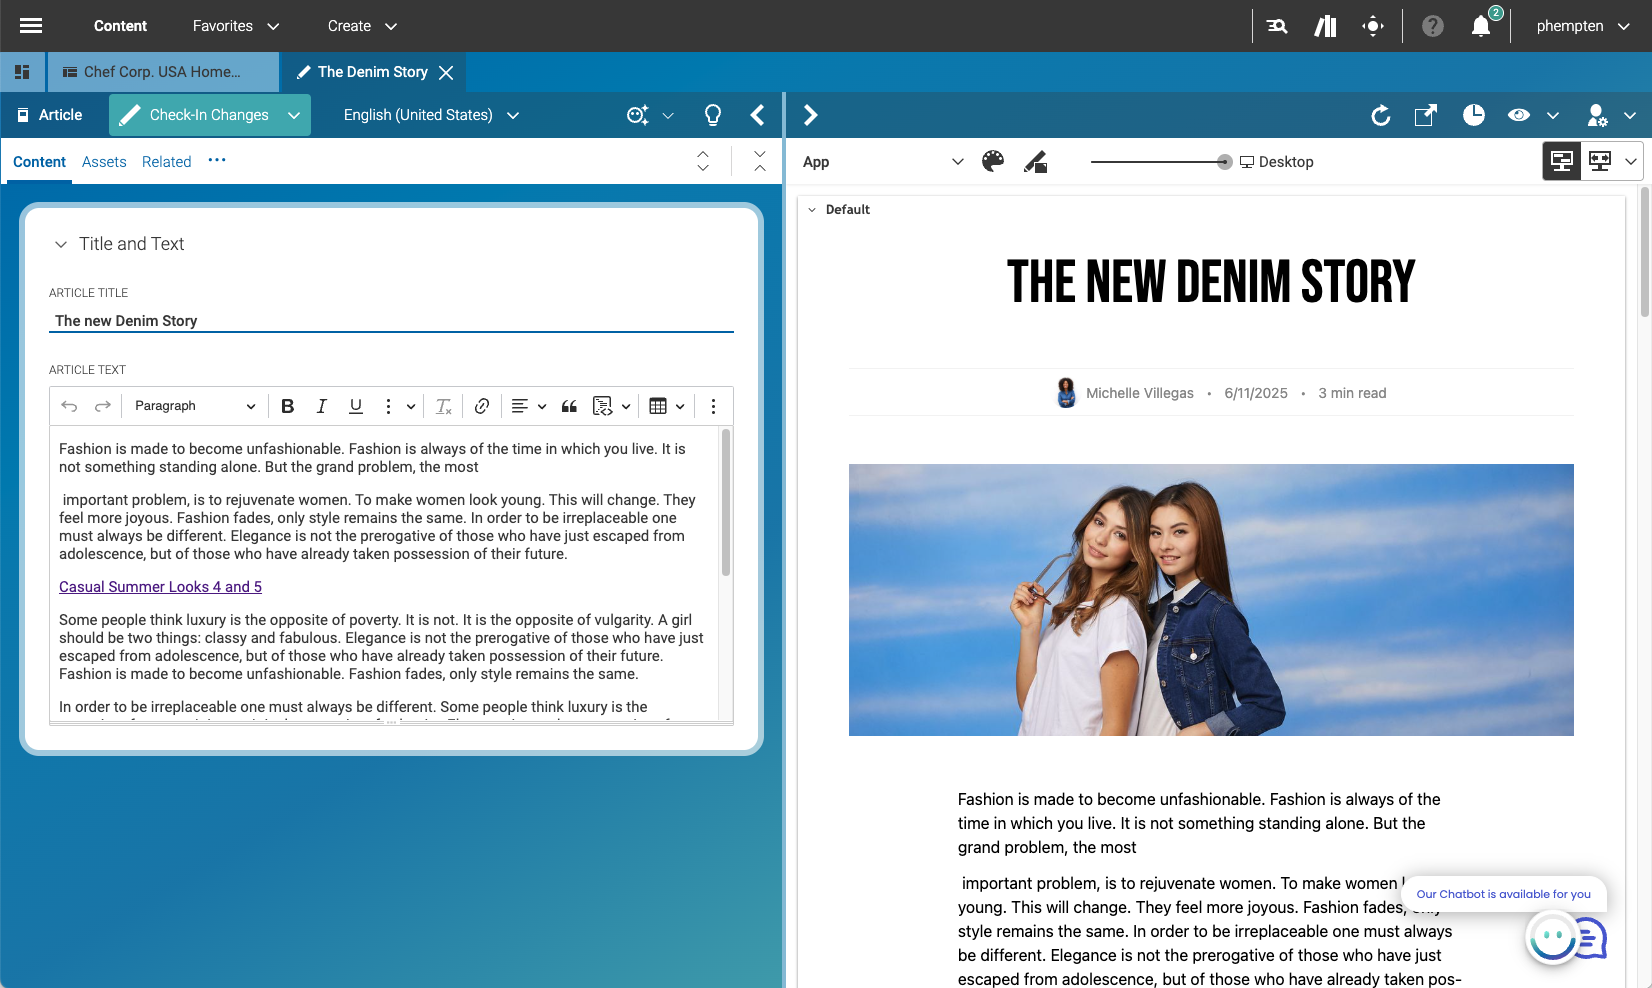 Content
Favorites
Create
2
phempten
Chef Corp. USA Home...
The Denim Story
Article
Check-In Changes
English (United States)
Content
Assets
Related
App
Desktop
Title and Text
ARTICLE TITLE
The new Denim Story
ARTICLE TEXT
Paragraph
B
I
U
Fashion is made to become unfashionable. Fashion is always of the time in which you live. It is
not something standing alone. But the grand problem, the most
important problem, is to rejuvenate women. To make women look young. This will change. They
feel more joyous. Fashion fades, only style remains the same. In order to be irreplaceable one
must always be different. Elegance is not the prerogative of those who have just escaped from
adolescence, but of those who have already taken possession of their future.
Casual Summer Looks 4 and 5
Some people think luxury is the opposite of poverty. It is not. It is the opposite of vulgarity. A girl
should be two things: classy and fabulous. Elegance is not the prerogative of those who have just
escaped from adolescence, but of those who have already taken possession of their future.
Fashion is made to become unfashionable. Fashion fades, only style remains the same.
In order to be irreplaceable one must always be different. Some people think luxury is the
Default
THE NEW DENIM STORY
Michelle Villegas • 6/11/2025 • 3 min read
Fashion is made to become unfashionable. Fashion is always of the
time in which you live. It is not something standing alone. But the
grand problem, the most
important problem, is to rejuvenate women. To make women
young. This will change. They feel more joyous. Fashion fades,
style remains the same. In order to be irreplaceable one must always
be different. Elegance is not the prerogative of those who have just
escaped from adolescence, but of those who have already taken pos-
Our Chatbot is available for you